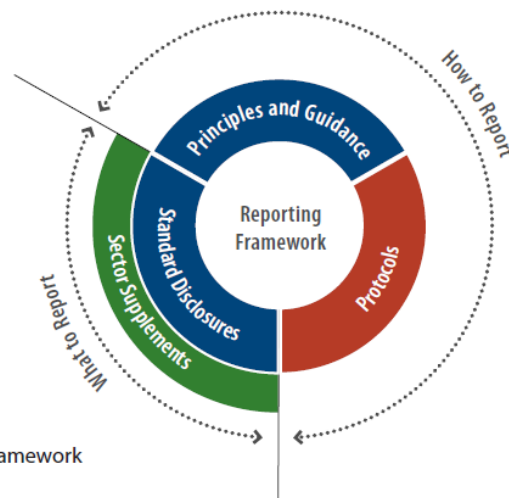 How to Report
Principles and Guidance
Reporting
Framework
Standard Disclosures
Sector Supplements
Protocols
What to Report
amework